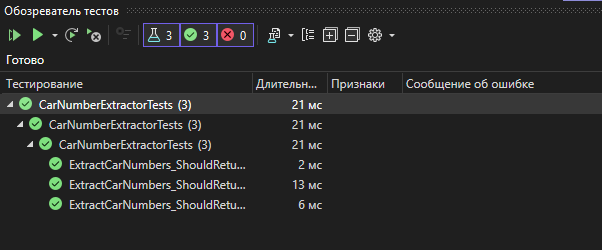 Обозреватель тестов
3 3 0
Готово
Тестирование Длительн... Признаки Сообщение об ошибке
CarNumberExtractorTests (3) 21 мс
CarNumberExtractorTests (3) 21 мс
CarNumberExtractorTests (3) 21 мс
ExtractCarNumbers_ShouldRetu... 2 мс
ExtractCarNumbers_ShouldRetu... 13 мс
ExtractCarNumbers_ShouldRetu... 6 мс